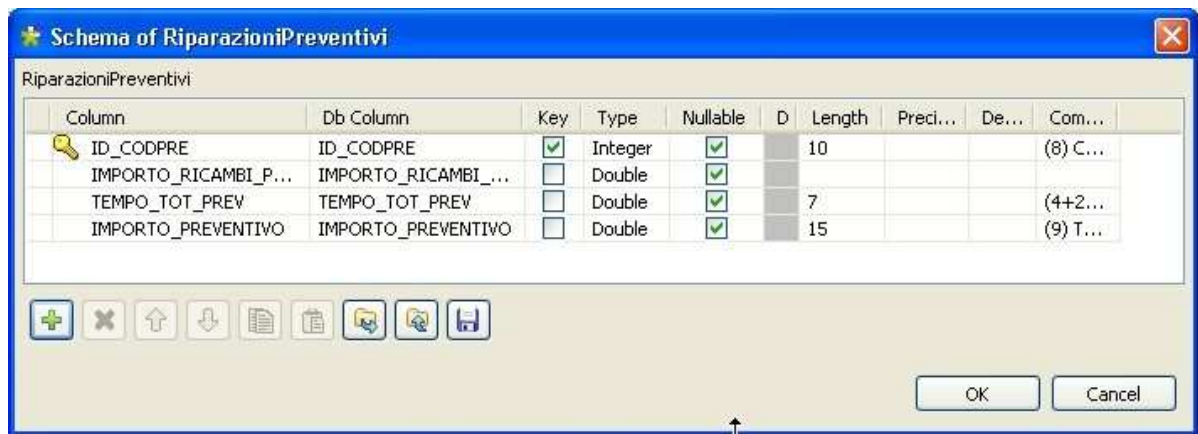 Schema of RiparazioniPreventivi
RiparazioniPreventivi
Column Db Column Key Type Nullable D Length Preci... De... Com...
ID_CODPRE ID_CODPRE Integer 10 (8) C...
IMPORTO_RICAMBI_P... IMPORTO_RICAMBI_... Double
TEMPO_TOT_PREV TEMPO_TOT_PREV Double 7 (4+2...
IMPORTO_PREVENTIVO IMPORTO_PREVENTIVO Double 15 (9) T...
OK Cancel